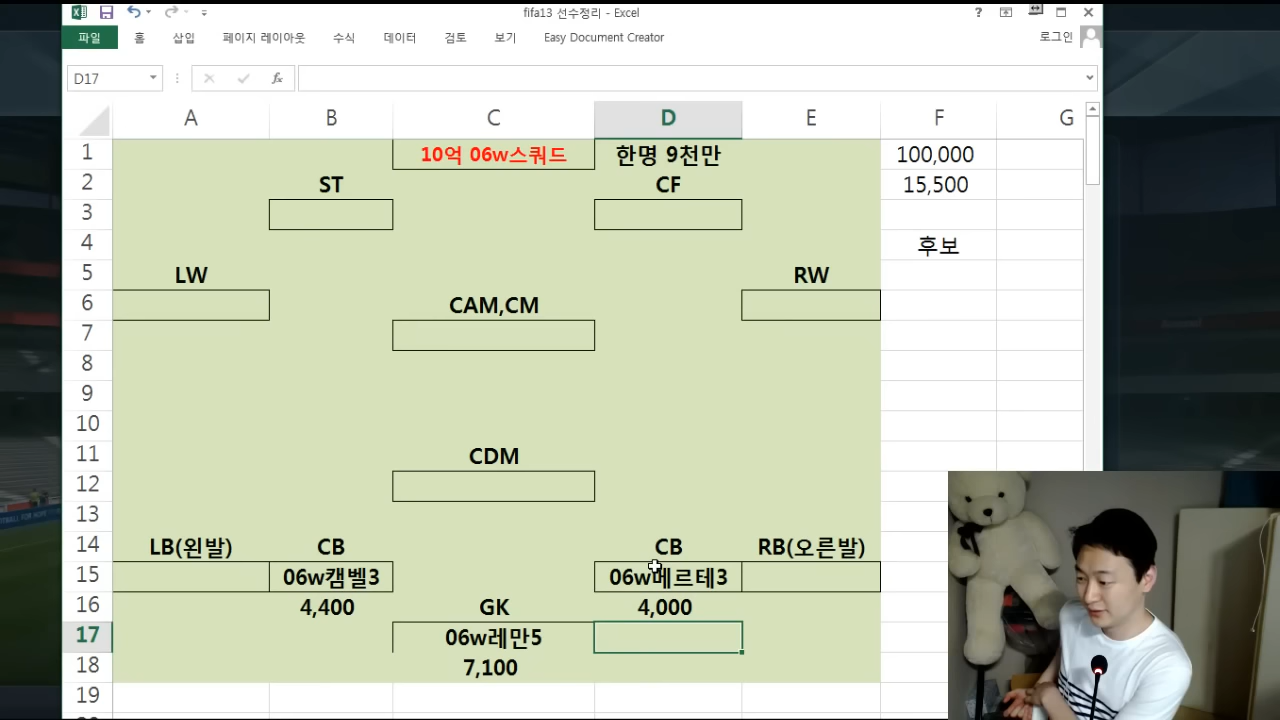 fifa13 선수정리 - Excel
?
파일 홈 삽입 페이지 레이아웃 수식 데이터 검토 보기 Easy Document Creator 로그인
D17 fx
A B C D E F G
1 10억 06w스쿼드 한명 9천만 100,000
2 ST CF 15,500
3
4 후보
5 LW RW
6 CAM,CM
7
8
9
10
11 CDM
12
13
14 LB(왼발) CB CB RB(오른발)
15 06w캠벨3 06w메르테3
16 4,400 GK 4,000
17 06w레만5
18 7,100
19